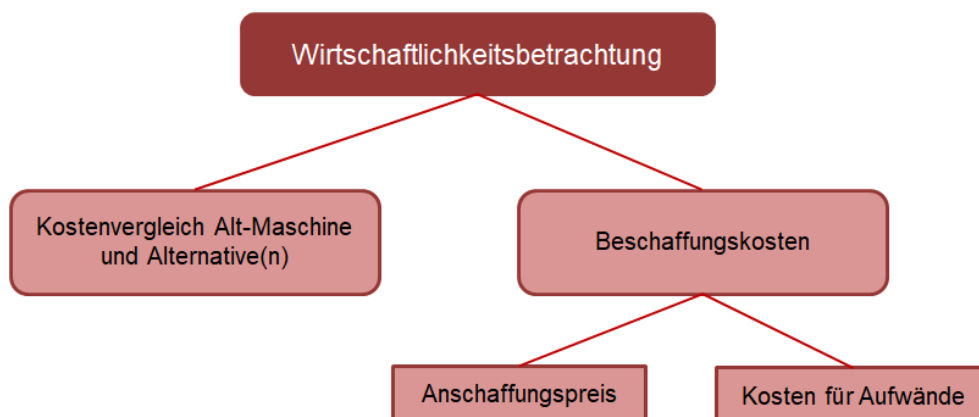 Wirtschaftlichkeitsbetrachtung
Kostenvergleich Alt-Maschine
und Alternative(n)
Beschaffungskosten
Anschaffungspreis
Kosten für Aufwände